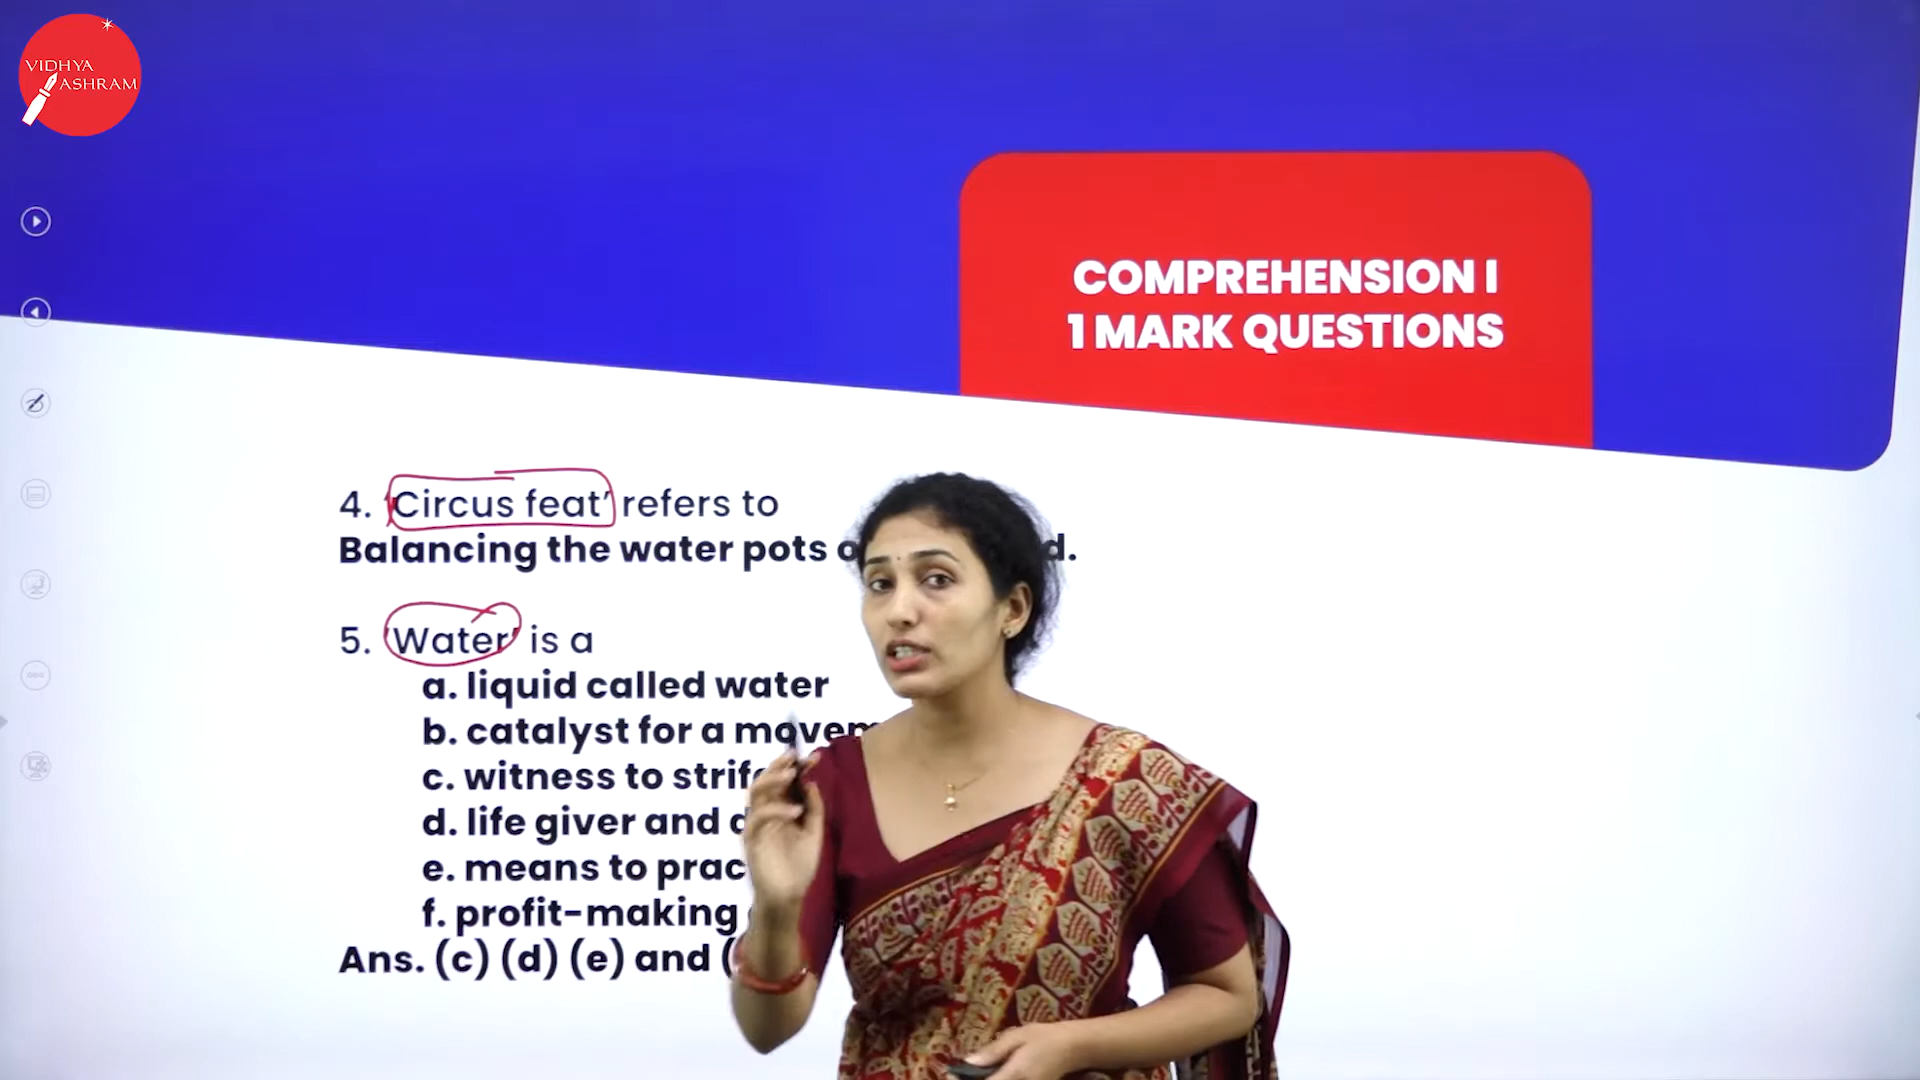 VIDHYA
ASHRAM
COMPREHENSION I
1 MARK QUESTIONS
4. 'Circus feat' refers to
Balancing the water pots
5. 'Water' is a
a. liquid called water
b. catalyst for a
c. witness to
d. life giver and
e. means to
f. profit-making
Ans. (c) (d) (e) and